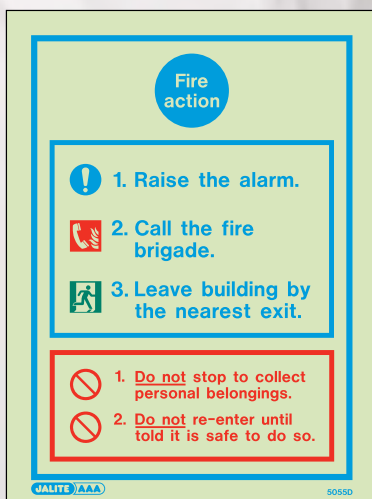 Fire
action
1. Raise the alarm.
2. Call the fire
brigade.
3. Leave building by
the nearest exit.
1. Do not stop to collect
personal belongings.
2. Do not re-enter until
told it is safe to do so.
JALITE AAA
5055D